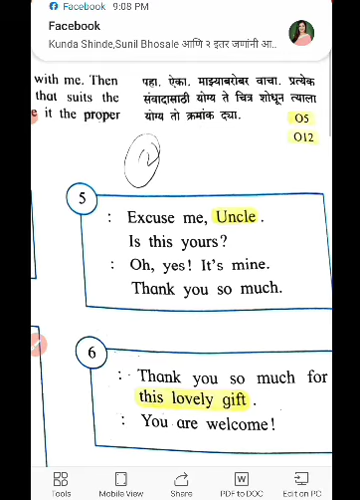 Facebook 9:08 PM
Facebook
Kunda Shinde,Sunil Bhosale आणि २ इतर जणांनी आ..
with me. Then
that suits the
e it the proper
पहा. ऐका. माझ्याबरोबर वाचा. प्रत्येक
संवादासाठी योग्य ते चित्र शोधून त्याला
योग्य तो क्रमांक द्या.
O5
O12
5
: Excuse me, Uncle.
Is this yours?
: Oh, yes! It's mine.
Thank you so much.
6
: Thank you so much for
this lovely gift.
: You are welcome!
Tools
Mobile View
Share
PDF to DOC
Edit on PC